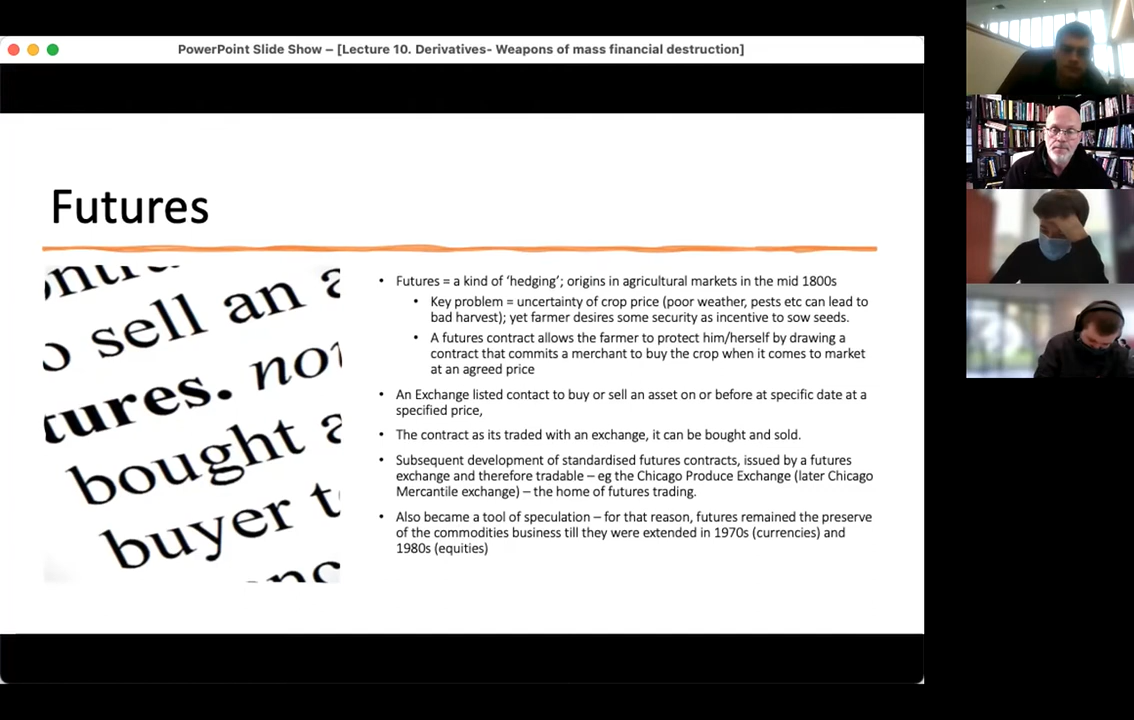 PowerPoint Slide Show – [Lecture 10. Derivatives- Weapons of mass financial destruction]
Futures
sell an a
tures. not
bought a
buyer t
• Futures = a kind of ‘hedging’; origins in agricultural markets in the mid 1800s
• Key problem = uncertainty of crop price (poor weather, pests etc can lead to
bad harvest); yet farmer desires some security as incentive to sow seeds.
• A futures contract allows the farmer to protect him/herself by drawing a
contract that commits a merchant to buy the crop when it comes to market
at an agreed price
• An Exchange listed contact to buy or sell an asset on or before at specific date at a
specified price,
• The contract as its traded with an exchange, it can be bought and sold.
• Subsequent development of standardised futures contracts, issued by a futures
exchange and therefore tradable – eg the Chicago Produce Exchange (later Chicago
Mercantile exchange) – the home of futures trading.
• Also became a tool of speculation – for that reason, futures remained the preserve
of the commodities business till they were extended in 1970s (currencies) and
1980s (equities)